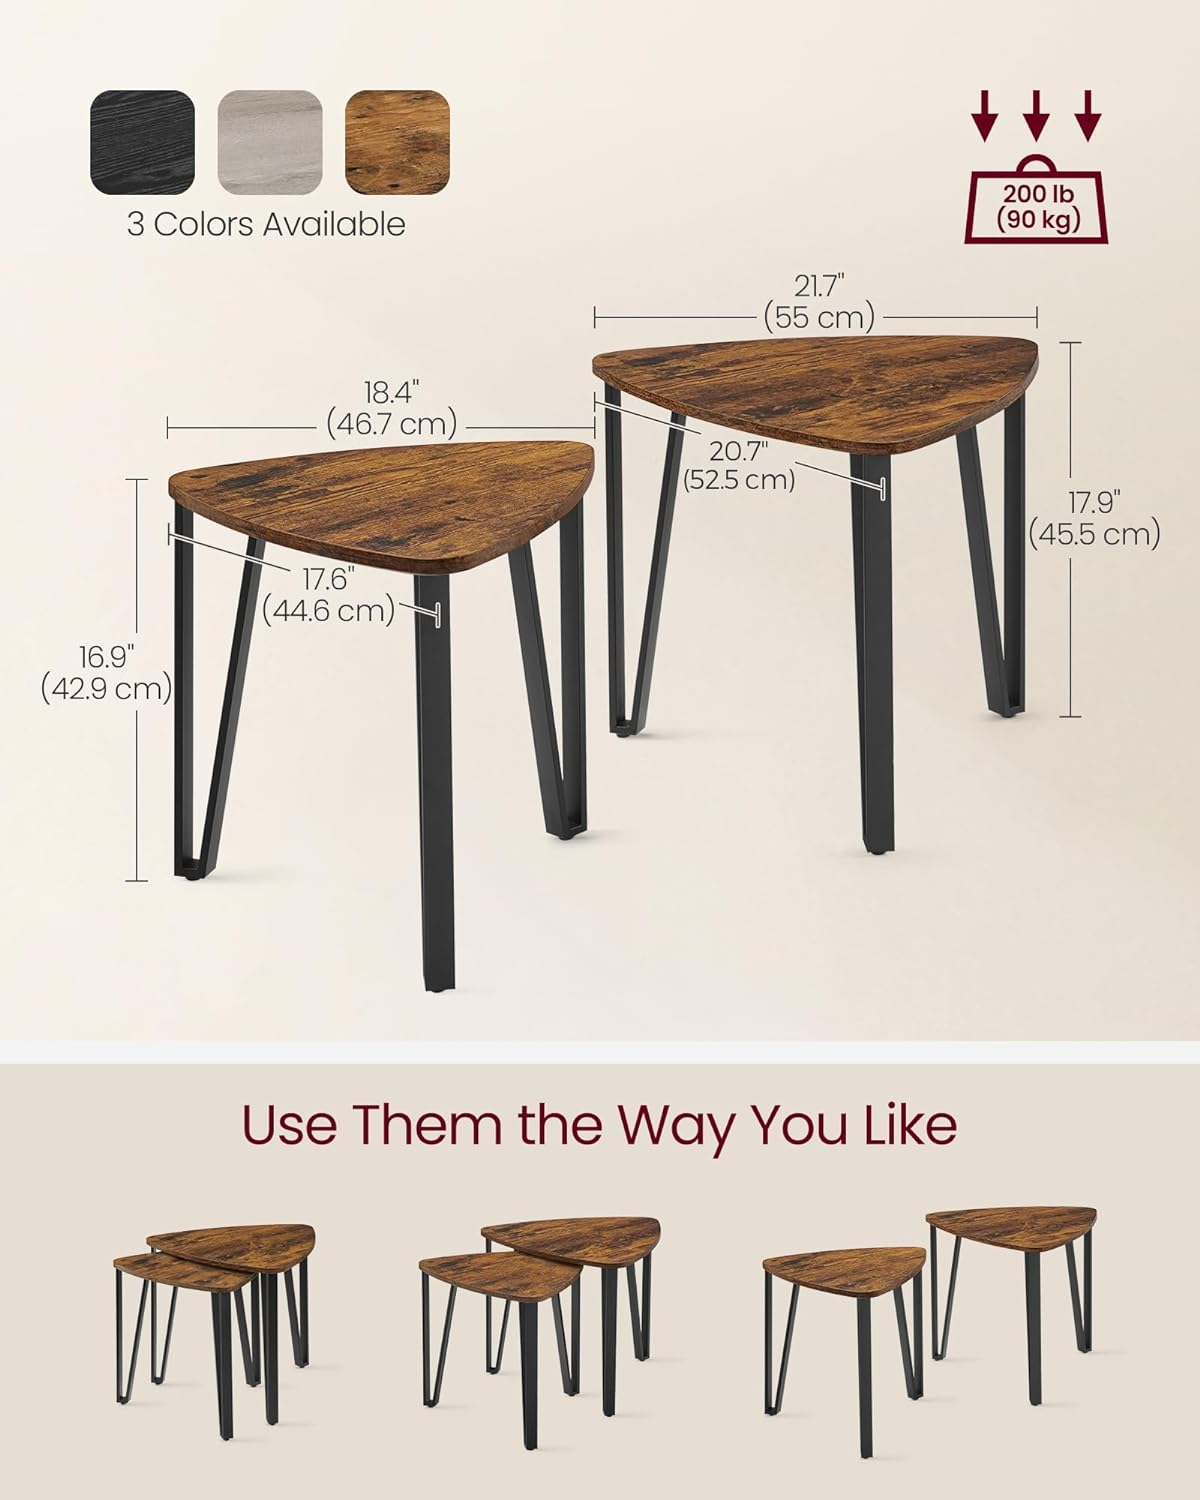 3 Colors Available
200 lb
(90 kg)
21.7"
(55 cm)
18.4"
(46.7 cm)
20.7"
(52.5 cm)
17.9"
(45.5 cm)
17.6"
(44.6 cm)
16.9"
(42.9 cm)
Use Them the Way You Like